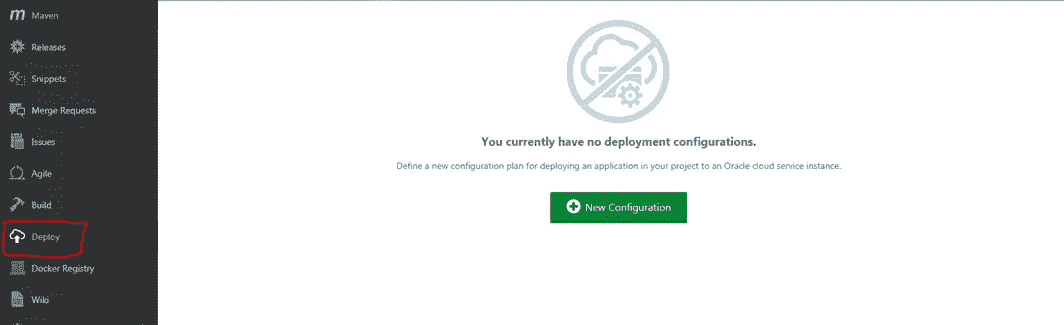 Maven
Releases
Snippets
Merge Requests
Issues
Agile
Build
Deploy
Docker Registry
Wiki
You currently have no deployment configurations.
Define a new configuration plan for deploying an application in your project to an Oracle cloud service instance.
New Configuration